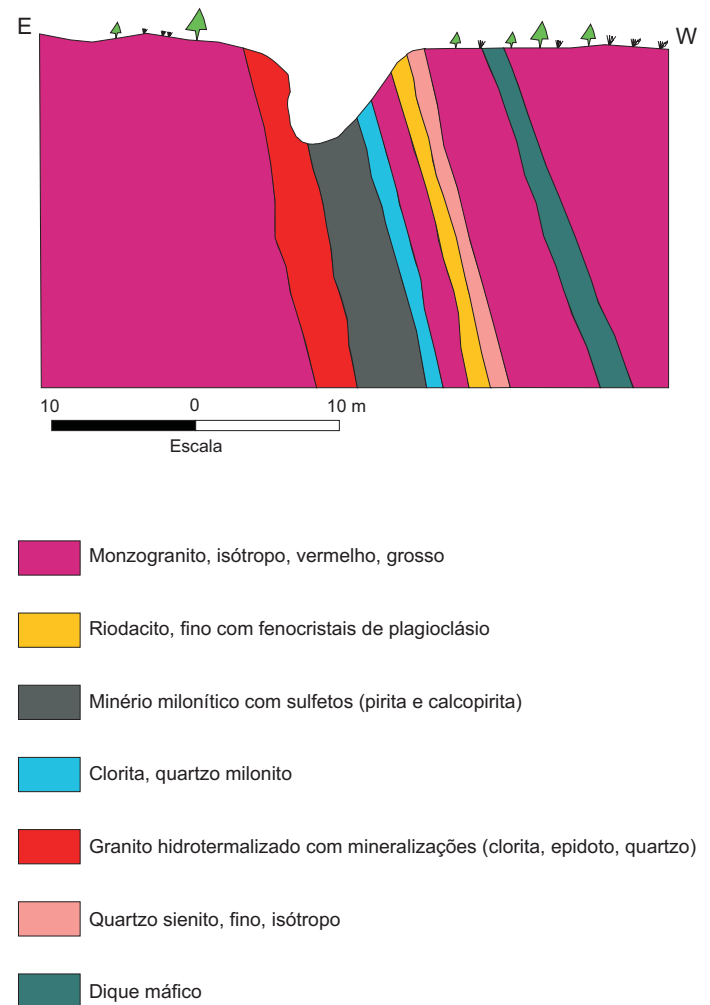 E
W
10 0 10 m
Escala
Monzogranito, isótropo, vermelho, grosso
Riodacito, fino com fenocristais de plagioclásio
Minério milonítico com sulfetos (pirita e calcopirita)
Clorita, quartzo milonito
Granito hidrotermalizado com mineralizações (clorita, epidoto, quartzo)
Quartzo sienito, fino, isótropo
Dique máfico